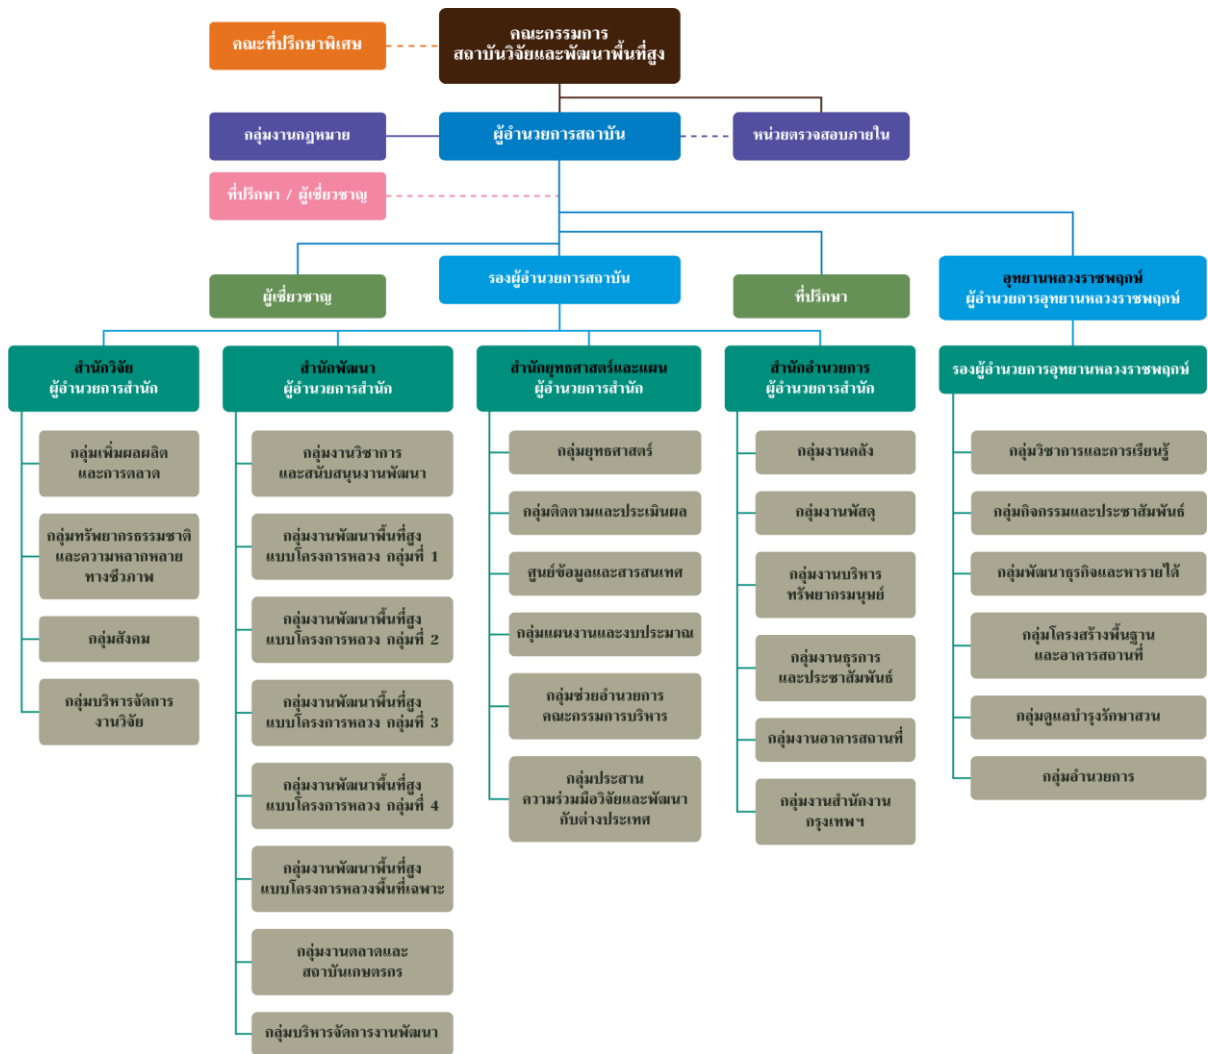 คณะที่ปรึกษาพิเศษ
คณะกรรมการ
สถาบันวิจัยและพัฒนาพื้นที่สูง
กลุ่มงานกฎหมาย
ผู้อำนวยการสถาบัน
หน่วยตรวจสอบภายใน
ที่ปรึกษา / ผู้เชี่ยวชาญ
ผู้เชี่ยวชาญ
รองผู้อำนวยการสถาบัน
ที่ปรึกษา
อุทยานหลวงราชพฤกษ์
ผู้อำนวยการอุทยานหลวงราชพฤกษ์
สำนักวิจัย
ผู้อำนวยการสำนัก
กลุ่มเพิ่มผลผลิต
และการตลาด
กลุ่มทรัพยากรธรรมชาติ
และความหลากหลาย
ทางชีวภาพ
กลุ่มสังคม
กลุ่มบริหารจัดการ
งานวิจัย
สำนักพัฒนา
ผู้อำนวยการสำนัก
กลุ่มงานวิชาการ
และสนับสนุนงานพัฒนา
กลุ่มงานพัฒนาพื้นที่สูง
แบบโครงการหลวง กลุ่มที่ 1
กลุ่มงานพัฒนาพื้นที่สูง
แบบโครงการหลวง กลุ่มที่ 2
กลุ่มงานพัฒนาพื้นที่สูง
แบบโครงการหลวง กลุ่มที่ 3
กลุ่มงานพัฒนาพื้นที่สูง
แบบโครงการหลวง กลุ่มที่ 4
กลุ่มงานพัฒนาพื้นที่สูง
แบบโครงการหลวงพื้นที่เฉพาะ
กลุ่มงานตลาดและ
สถาบันเกษตรกร
กลุ่มบริหารจัดการงานพัฒนา
สำนักยุทธศาสตร์และแผน
ผู้อำนวยการสำนัก
กลุ่มยุทธศาสตร์
กลุ่มติดตามและประเมินผล
ศูนย์ข้อมูลและสารสนเทศ
กลุ่มแผนงานและงบประมาณ
กลุ่มช่วยอำนวยการ
คณะกรรมการบริหาร
กลุ่มประสาน
ความร่วมมือวิจัยและพัฒนา
กับต่างประเทศ
สำนักอำนวยการ
ผู้อำนวยการสำนัก
กลุ่มงานคลัง
กลุ่มงานพัสดุ
กลุ่มงานบริหาร
ทรัพยากรมนุษย์
กลุ่มงานธุรการ
และประชาสัมพันธ์
กลุ่มงานอาคารสถานที่
กลุ่มงานสำนักงาน
กรุงเทพฯ
รองผู้อำนวยการอุทยานหลวงราชพฤกษ์
กลุ่มวิชาการและการเรียนรู้
กลุ่มกิจกรรมและประชาสัมพันธ์
กลุ่มพัฒนาธุรกิจและหารายได้
กลุ่มโครงสร้างพื้นฐาน
และอาคารสถานที่
กลุ่มดูแลบำรุงรักษาสวน
กลุ่มอำนวยการ